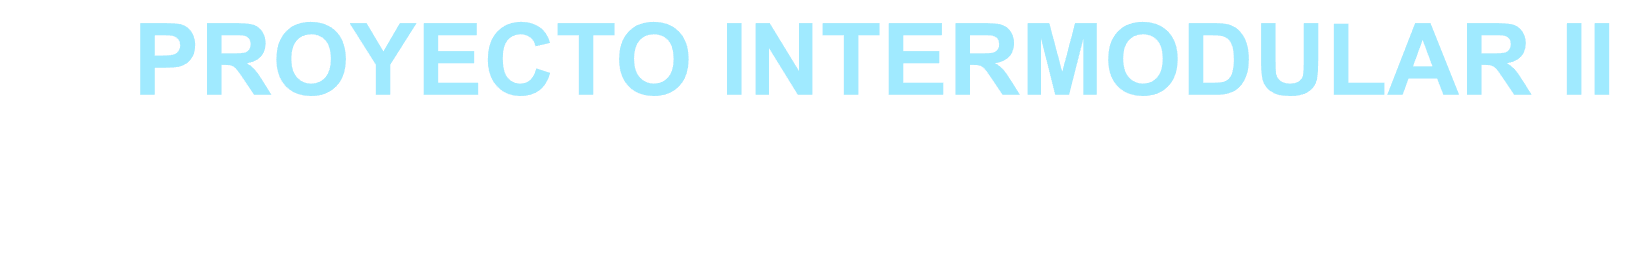 PROYECTO INTERMODULAR II